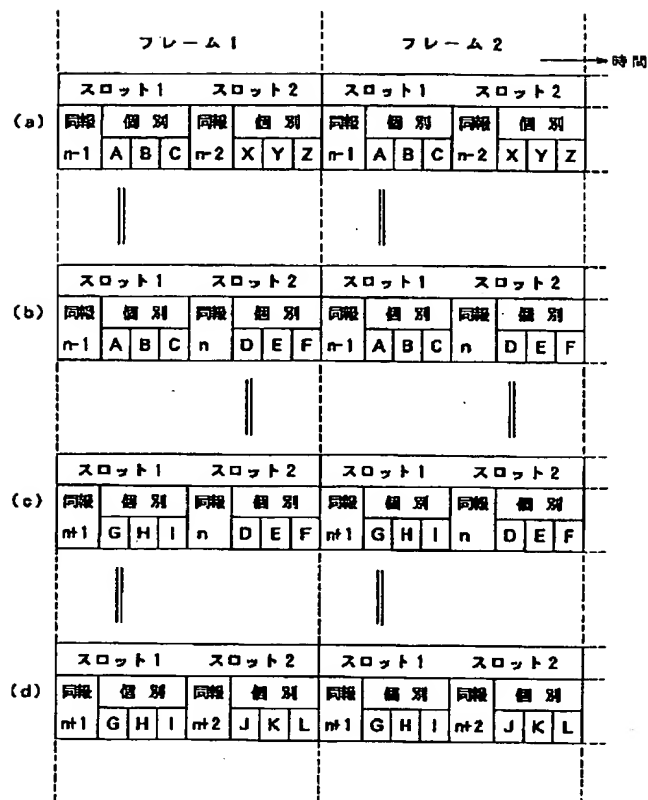 フレーム1 フレーム2
時間
スロット1 スロット2 スロット1 スロット2
(a) 同報 個別 同報 個別 同報 個別 同報 個別
n-1 A B C n-2 X Y Z n-1 A B C n-2 X Y Z
スロット1 スロット2 スロット1 スロット2
(b) 同報 個別 同報 個別 同報 個別 同報 個別
n-1 A B C n D E F n-1 A B C n D E F
スロット1 スロット2 スロット1 スロット2
(c) 同報 個別 同報 個別 同報 個別 同報 個別
n+1 G H I n D E F n+1 G H I n D E F
スロット1 スロット2 スロット1 スロット2
(d) 同報 個別 同報 個別 同報 個別 同報 個別
n+1 G H I n+2 J K L n+1 G H I n+2 J K L